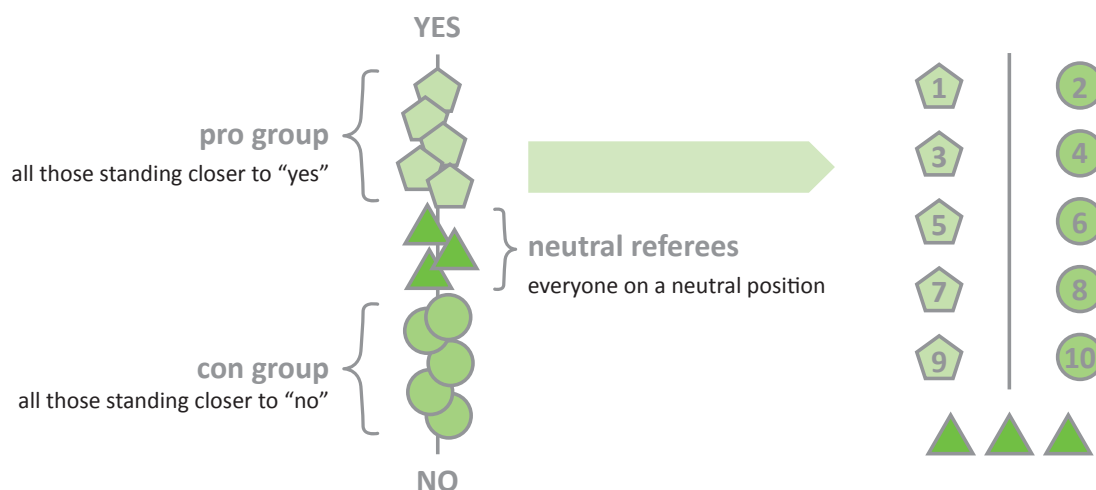 YES
pro group
all those standing closer to “yes”
neutral referees
everyone on a neutral position
con group
all those standing closer to “no”
NO
1 2
3 4
5 6
7 8
9 10